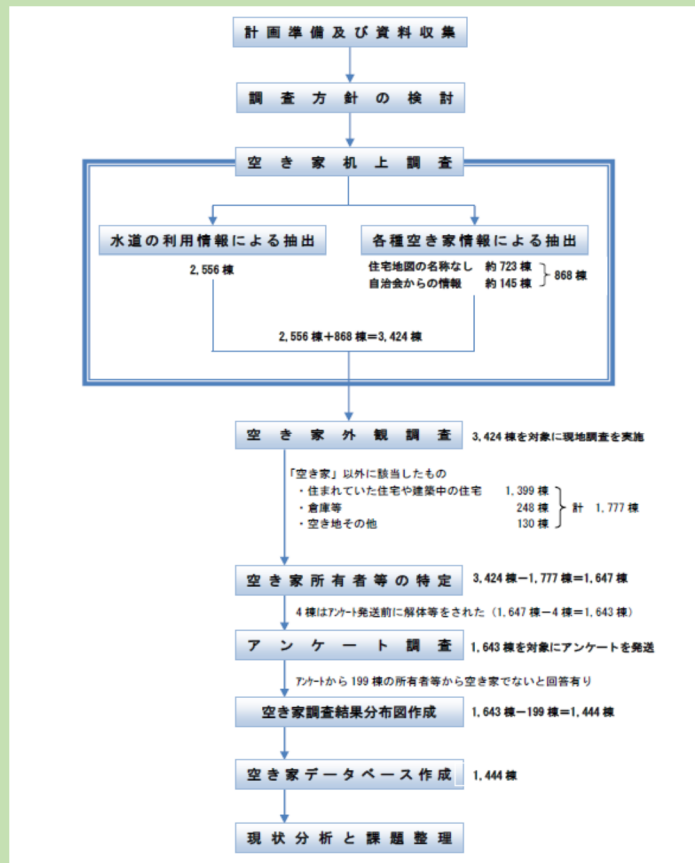 計画準備及び資料収集
調査方針の検討
空き家机上調査
水道の利用情報による抽出
2,556 棟
各種空き家情報による抽出
住宅地図の名称なし 約 723 棟
自治会からの情報 約 145 棟
868 棟
2,556 棟+868 棟=3,424 棟
空き家外観調査
3,424 棟を対象に現地調査を実施
「空き家」以外に該当したもの
・住まれていた住宅や建築中の住宅 1,399 棟
・倉庫等 248 棟
・空き地その他 130 棟
計 1,777 棟
空き家所有者等の特定
3,424 棟-1,777 棟=1,647 棟
4 棟はアンケート発送前に解体等をされた(1,647 棟-4 棟=1,643 棟)
アンケート調査
1,643 棟を対象にアンケートを発送
アンケートから 199 棟の所有者等から空き家でないと回答有り
空き家調査結果分布図作成
1,643 棟-199 棟=1,444 棟
空き家データベース作成
1,444 棟
現状分析と課題整理